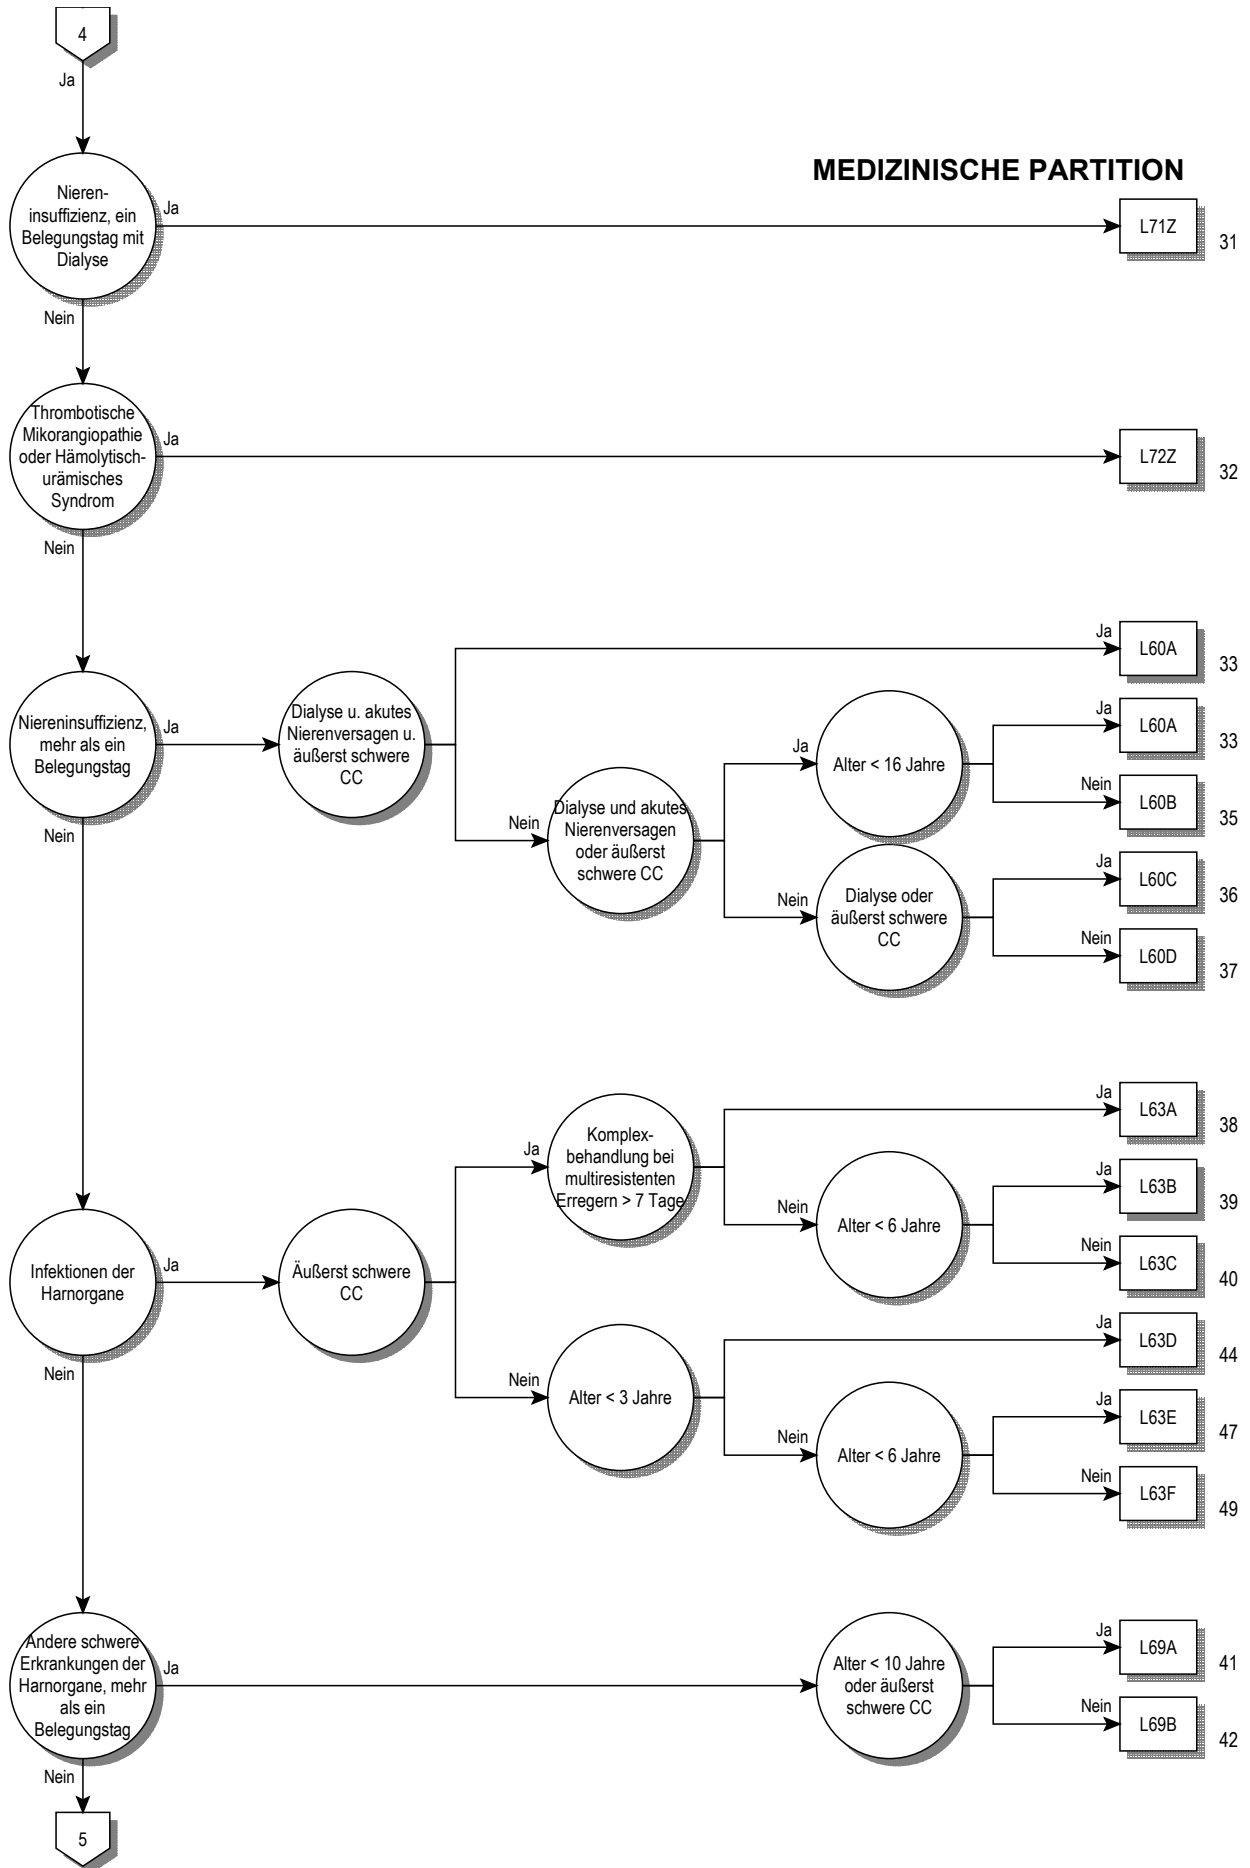 4
Ja
MEDIZINISCHE PARTITION
Nieren-
insuffizienz, ein
Belegungstag mit
Dialyse
Ja
L71Z
31
Nein
Thrombotische
Mikorangiopathie
oder Hämolytisch-
urämisches
Syndrom
Ja
L72Z
32
Nein
Niereninsuffizienz,
mehr als ein
Belegungstag
Ja
Dialyse u. akutes
Nierenversagen u.
äußerst schwere
CC
Ja
L60A
33
Nein
Dialyse und akutes
Nierenversagen
oder äußerst
schwere CC
Ja
Alter < 16 Jahre
Ja
L60A
33
Nein
L60B
35
Nein
Dialyse oder
äußerst schwere
CC
Ja
L60C
36
Nein
L60D
37
Nein
Infektionen der
Harnorgane
Ja
Äußerst schwere
CC
Ja
Komplex-
behandlung bei
multiresistenten
Erregern > 7 Tage
Ja
L63A
38
Nein
Alter < 6 Jahre
Ja
L63B
39
Nein
L63C
40
Nein
Alter < 3 Jahre
Ja
L63D
44
Nein
Alter < 6 Jahre
Ja
L63E
47
Nein
L63F
49
Nein
Andere schwere
Erkrankungen der
Harnorgane, mehr
als ein
Belegungstag
Ja
Alter < 10 Jahre
oder äußerst
schwere CC
Ja
L69A
41
Nein
L69B
42
Nein
5